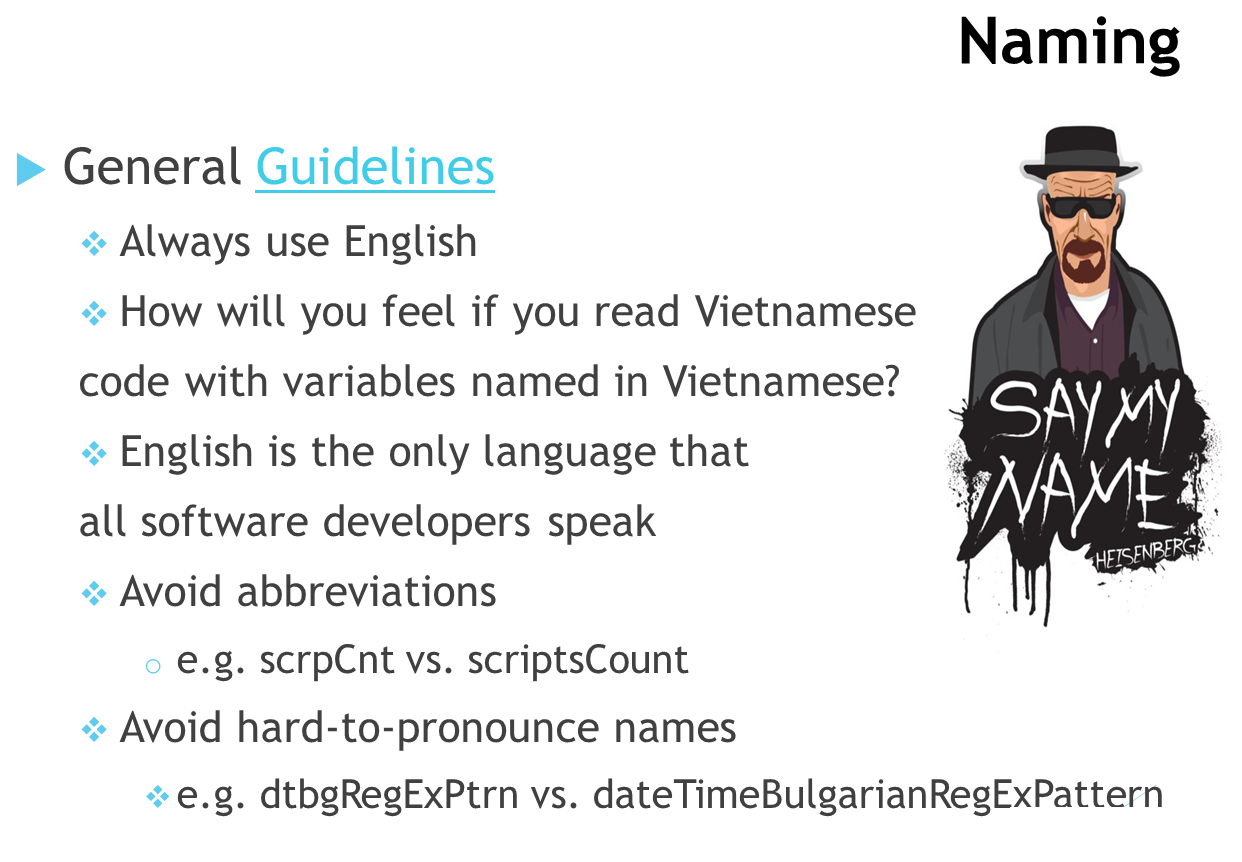 Naming
General Guidelines
Always use English
How will you feel if you read Vietnamese
code with variables named in Vietnamese?
English is the only language that
all software developers speak
Avoid abbreviations
e.g. scrpCnt vs. scriptsCount
Avoid hard-to-pronounce names
e.g. dtbgRegExPtrn vs. dateTimeBulgarianRegExPattern
SAY MY
NAME
HEISENBERG